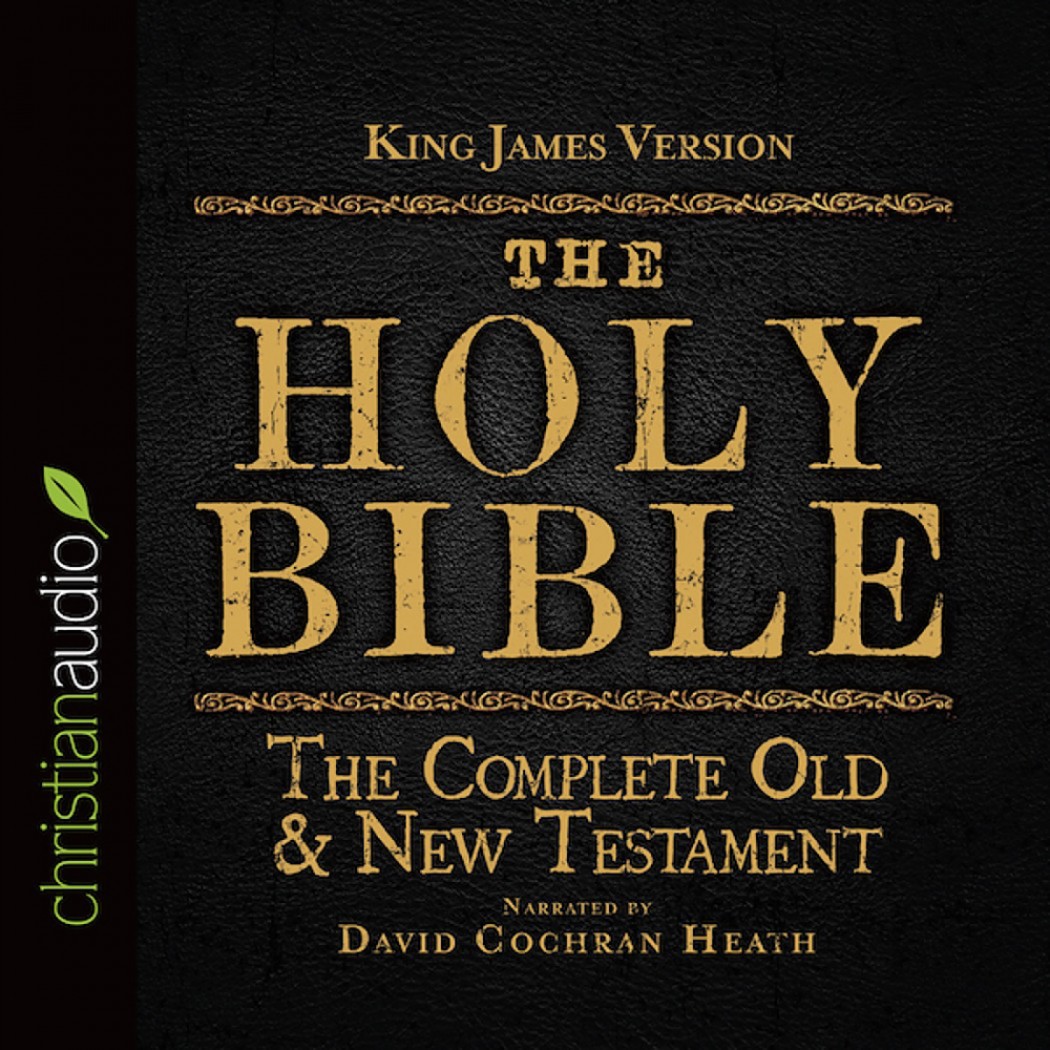 King James Version
THE
HOLY
BIBLE
The Complete Old
& New Testament
Narrated by
David Cochran Heath
christianaudio